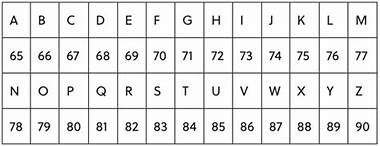 A B C D E F G H I J K L M
65 66 67 68 69 70 71 72 73 74 75 76 77
N O P Q R S T U V W X Y Z
78 79 80 81 82 83 84 85 86 87 88 89 90